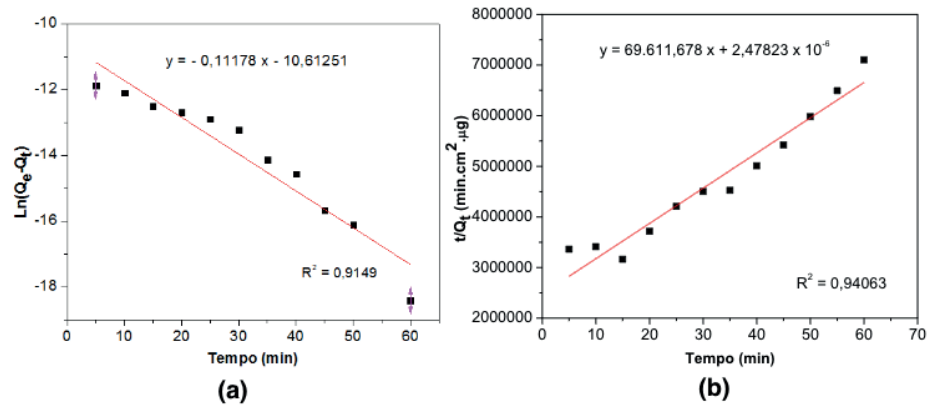 -10
-12
-14
-16
-18
Ln(Qₑ-Qₜ)
y = - 0,11178 x - 10,61251
R² = 0,9149
0 10 20 30 40 50 60
Tempo (min)
(a)
8000000
7000000
6000000
5000000
4000000
3000000
2000000
t/Qₜ (min.cm².µg)
y = 69.611,678 x + 2,47823 x 10⁻⁶
R² = 0,94063
0 10 20 30 40 50 60 70
Tempo (min)
(b)